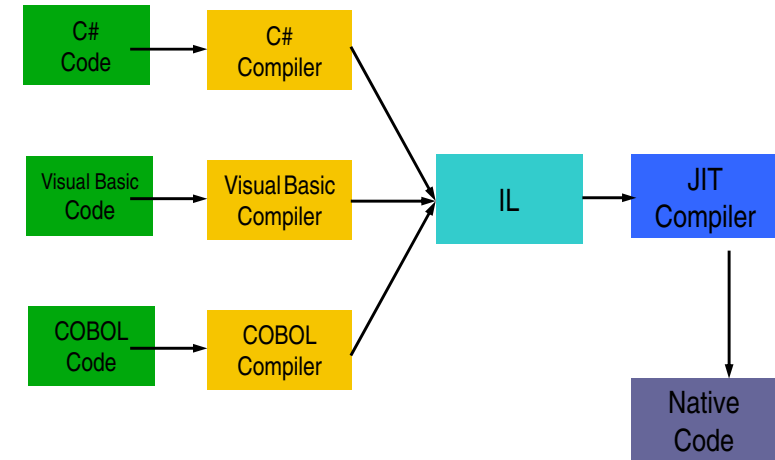 C#
Code
C#
Compiler
Visual Basic
Code
Visual Basic
Compiler
IL
JIT
Compiler
COBOL
Code
COBOL
Compiler
Native
Code